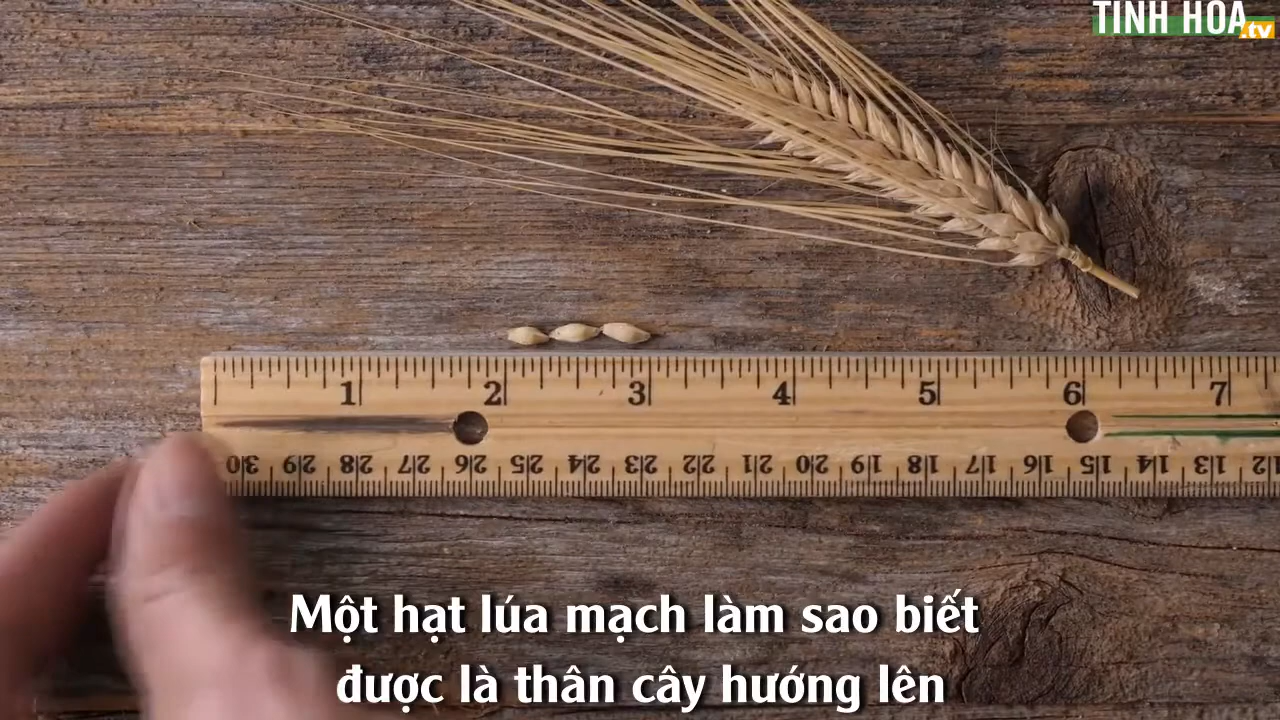 TINH HOA
.tv
1 2 3 4 5 6 7
30 29 28 27 26 25 24 23 22 21 20 19 18 17 16 15 14 13 12
Một hạt lúa mạch làm sao biết
được là thân cây hướng lên